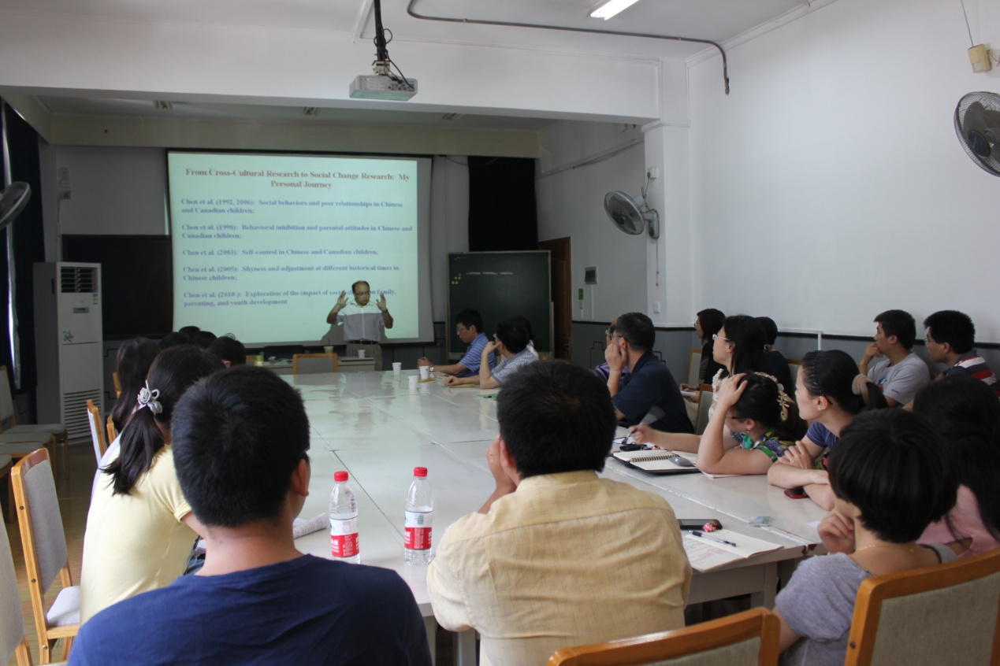 From Cross-Cultural Research to Social Change Research: My
Personal Journey
Chen et al. (1992, 2006): Social behaviors and peer relationships in Chinese
and Canadian children;
Chen et al. (1998): Behavioral inhibition and parental attitudes in Chinese and
Canadian children;
Chen et al. (2003): Self-control in Chinese and Canadian children;
Chen et al. (2005): Shyness and adjustment at different historical times in
Chinese children;
Chen et al. (2010-): Exploration of the impact of family,
parenting, and youth development